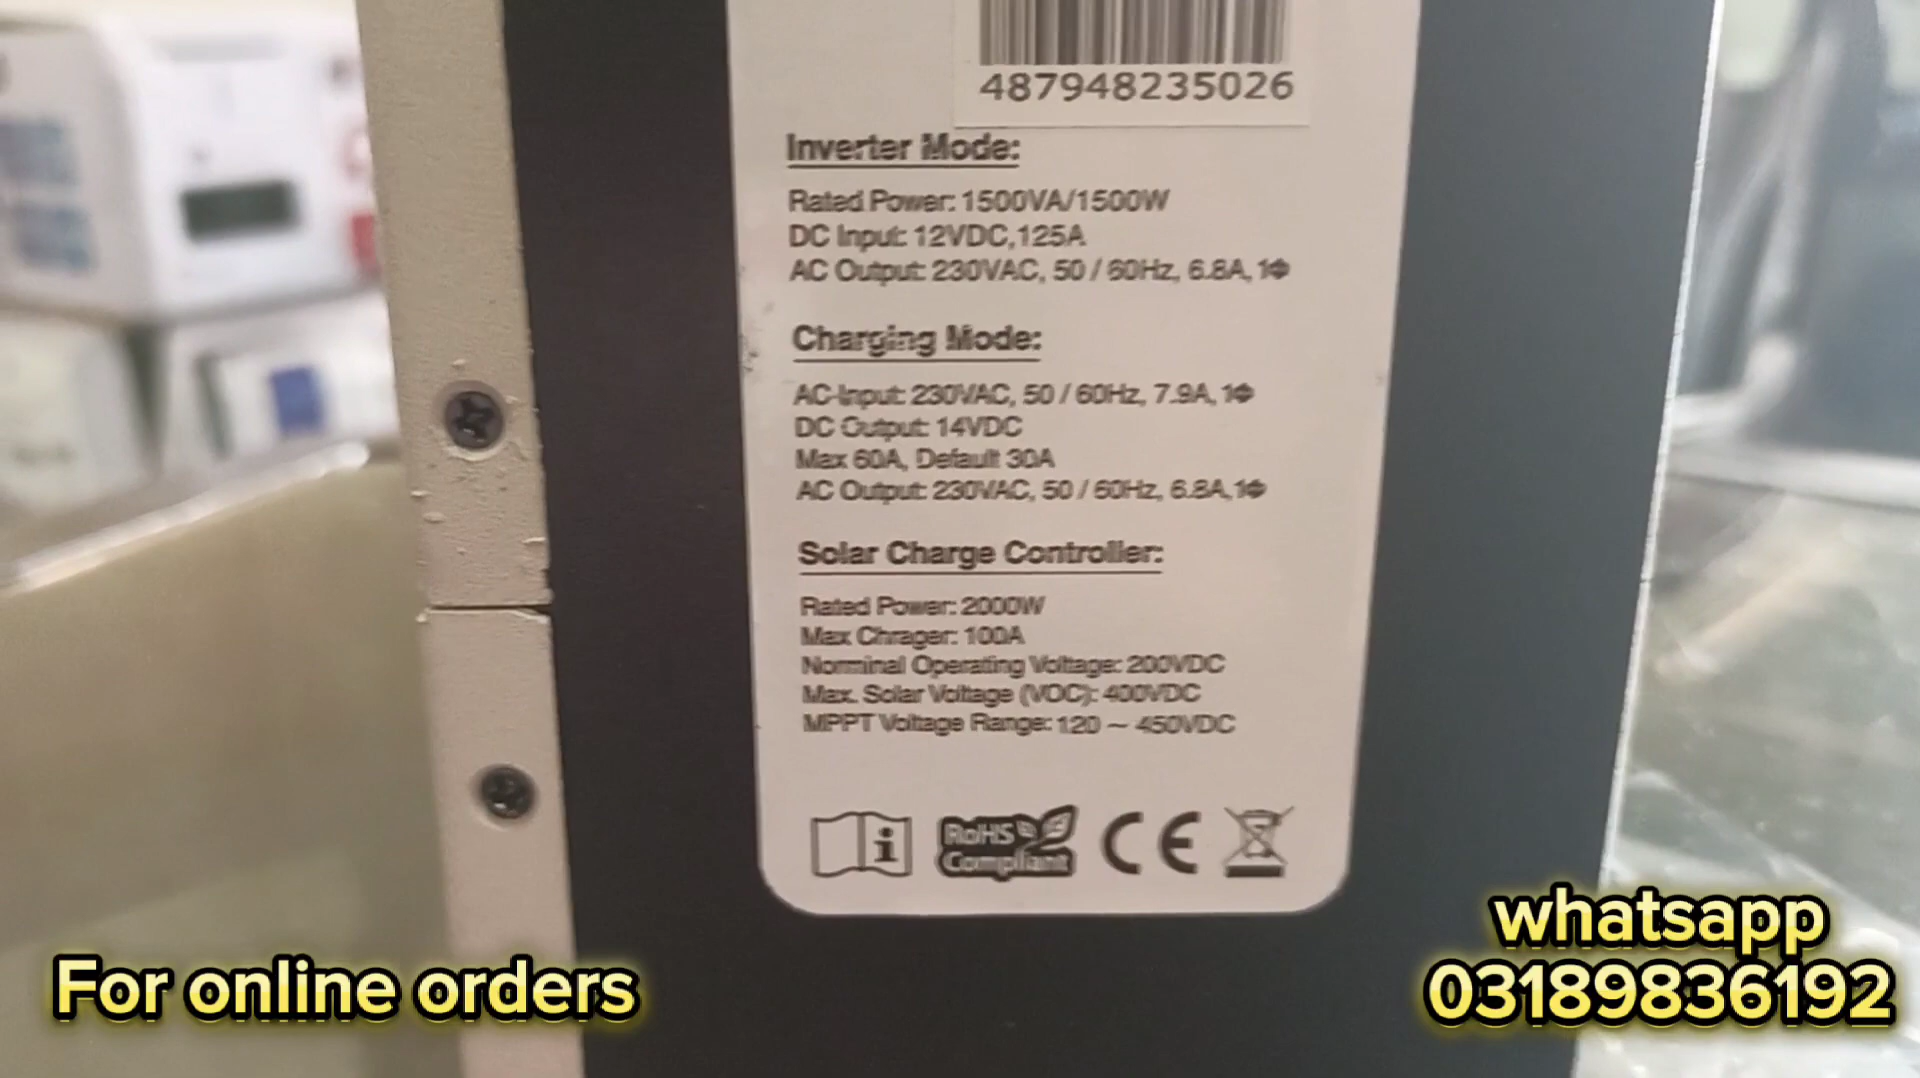 487948235026
Inverter Mode:
Rated Power: 1500VA/1500W
DC Input: 12VDC,125A
AC Output: 230VAC, 50 / 60Hz, 6.8A, 1Φ
Charging Mode:
AC-Input: 230VAC, 50 / 60Hz, 7.9A, 1Φ
DC Output: 14VDC
Max 60A, Default 30A
AC Output: 230VAC, 50 / 60Hz, 6.8A,1Φ
Solar Charge Controller:
Rated Power: 2000W
Max Chrager: 100A
Norminal Operating Voltage: 200VDC
Max. Solar Voltage (VOC): 400VDC
MPPT Voltage Range: 120 ~ 450VDC
RoHS
Compliant
CE
For online orders
whatsapp
03189836192